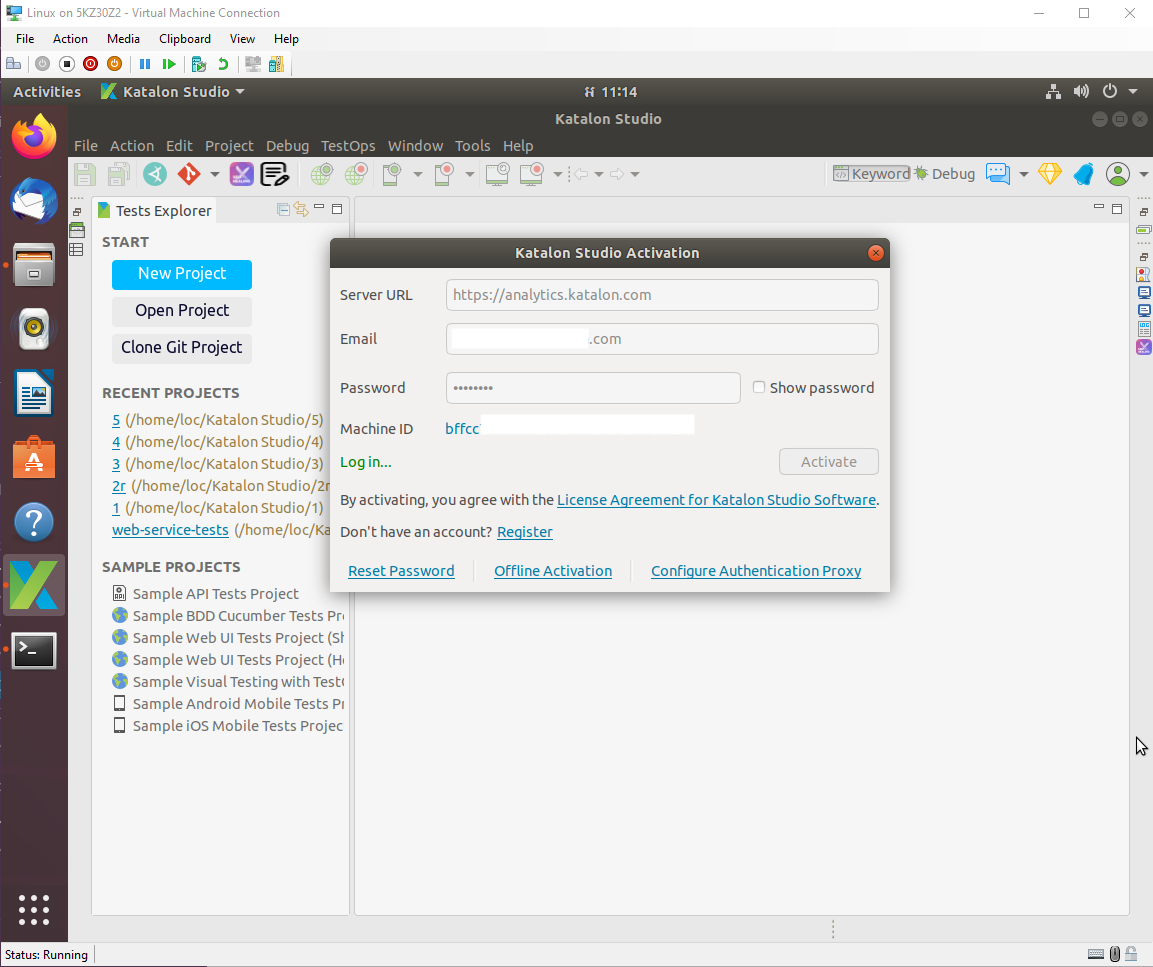 Linux on 5KZ30Z2 - Virtual Machine Connection
File Action Media Clipboard View Help
Activities Katalon Studio 11:14
Katalon Studio
File Action Edit Project Debug TestOps Window Tools Help
Keyword Debug
Tests Explorer
START
New Project
Open Project
Clone Git Project
RECENT PROJECTS
5 (/home/loc/Katalon Studio/5)
4 (/home/loc/Katalon Studio/4)
3 (/home/loc/Katalon Studio/3)
2r (/home/loc/Katalon Studio/2r
1 (/home/loc/Katalon Studio/1)
web-service-tests (/home/loc/Ka
SAMPLE PROJECTS
Sample API Tests Project
Sample BDD Cucumber Tests Pr
Sample Web UI Tests Project (Sh
Sample Web UI Tests Project (He
Sample Visual Testing with Test
Sample Android Mobile Tests Pr
Sample iOS Mobile Tests Projec
Katalon Studio Activation
Server URL https://analytics.katalon.com
Email .com
Password •••••••• Show password
Machine ID bffcc
Log in...
Activate
By activating, you agree with the License Agreement for Katalon Studio Software.
Don't have an account? Register
Reset Password Offline Activation Configure Authentication Proxy
Status: Running